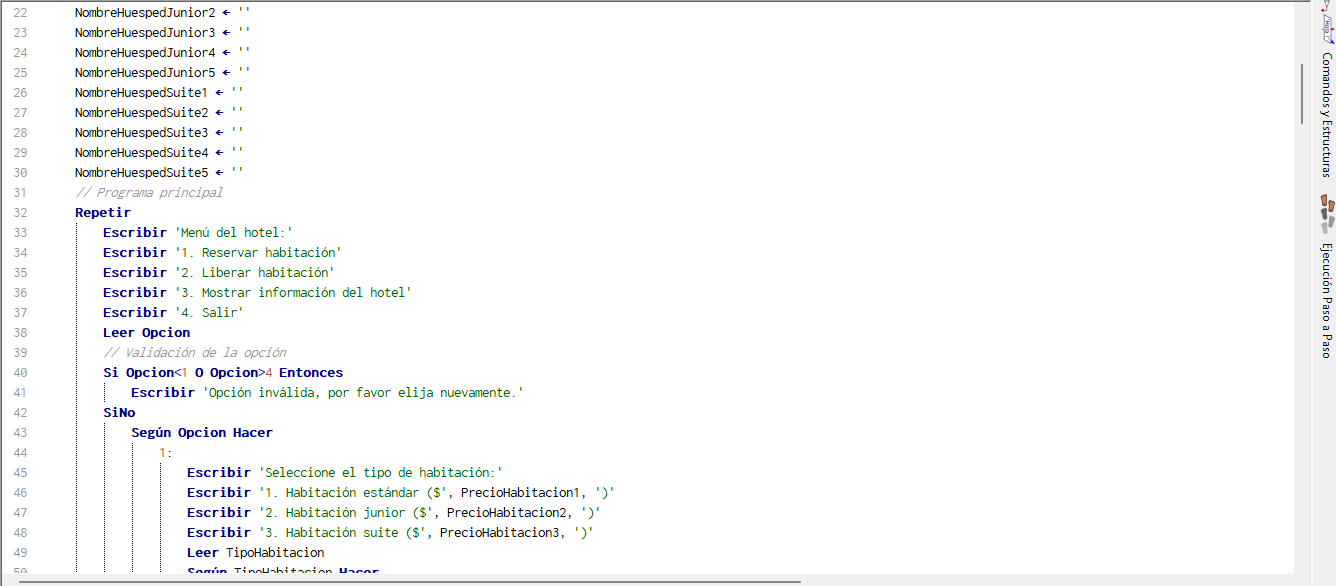 22 NombreHuespedJunior2 ← ''
23 NombreHuespedJunior3 ← ''
24 NombreHuespedJunior4 ← ''
25 NombreHuespedJunior5 ← ''
26 NombreHuespedSuite1 ← ''
27 NombreHuespedSuite2 ← ''
28 NombreHuespedSuite3 ← ''
29 NombreHuespedSuite4 ← ''
30 NombreHuespedSuite5 ← ''
31 // Programa principal
32 Repetir
33 Escribir 'Menú del hotel:'
34 Escribir '1. Reservar habitación'
35 Escribir '2. Liberar habitación'
36 Escribir '3. Mostrar información del hotel'
37 Escribir '4. Salir'
38 Leer Opcion
39 // Validación de la opción
40 Si Opcion<1 O Opcion>4 Entonces
41 Escribir 'Opción inválida, por favor elija nuevamente.'
42 SiNo
43 Según Opcion Hacer
44 1:
45 Escribir 'Seleccione el tipo de habitación:'
46 Escribir '1. Habitación estándar ($', PrecioHabitacion1, ')'
47 Escribir '2. Habitación junior ($', PrecioHabitacion2, ')'
48 Escribir '3. Habitación suite ($', PrecioHabitacion3, ')'
49 Leer TipoHabitacion
50 Según TipoHabitacion Hacer
Comandos y Estructuras
Ejecución Paso a Paso